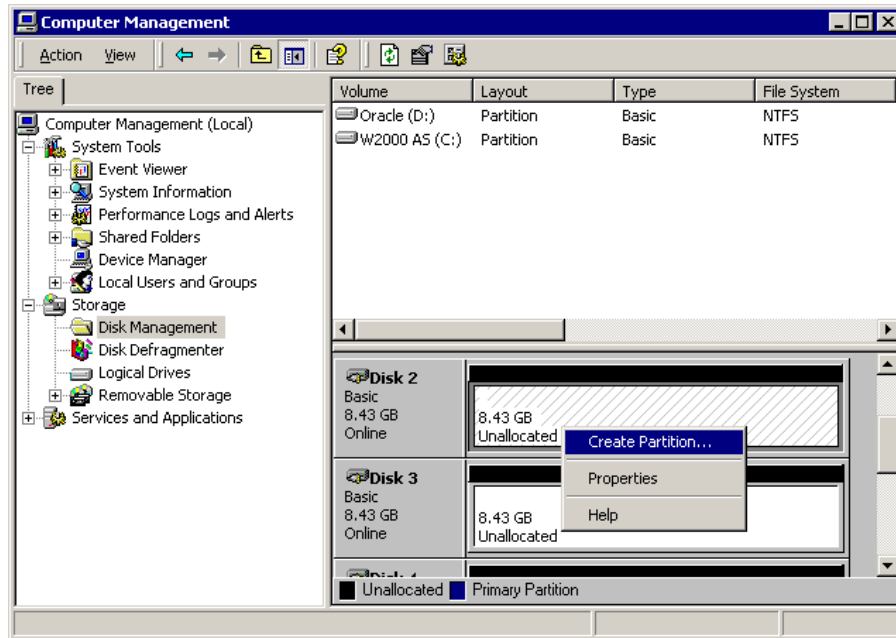 Computer Management
Action View
Tree
Computer Management (Local)
System Tools
Event Viewer
System Information
Performance Logs and Alerts
Shared Folders
Device Manager
Local Users and Groups
Storage
Disk Management
Disk Defragmenter
Logical Drives
Removable Storage
Services and Applications
Volume Layout Type File System
Oracle (D:) Partition Basic NTFS
W2000 AS (C:) Partition Basic NTFS
Disk 2
Basic
8.43 GB
Online
8.43 GB
Unallocated
Create Partition...
Properties
Help
Disk 3
Basic
8.43 GB
Online
8.43 GB
Unallocated
Unallocated Primary Partition